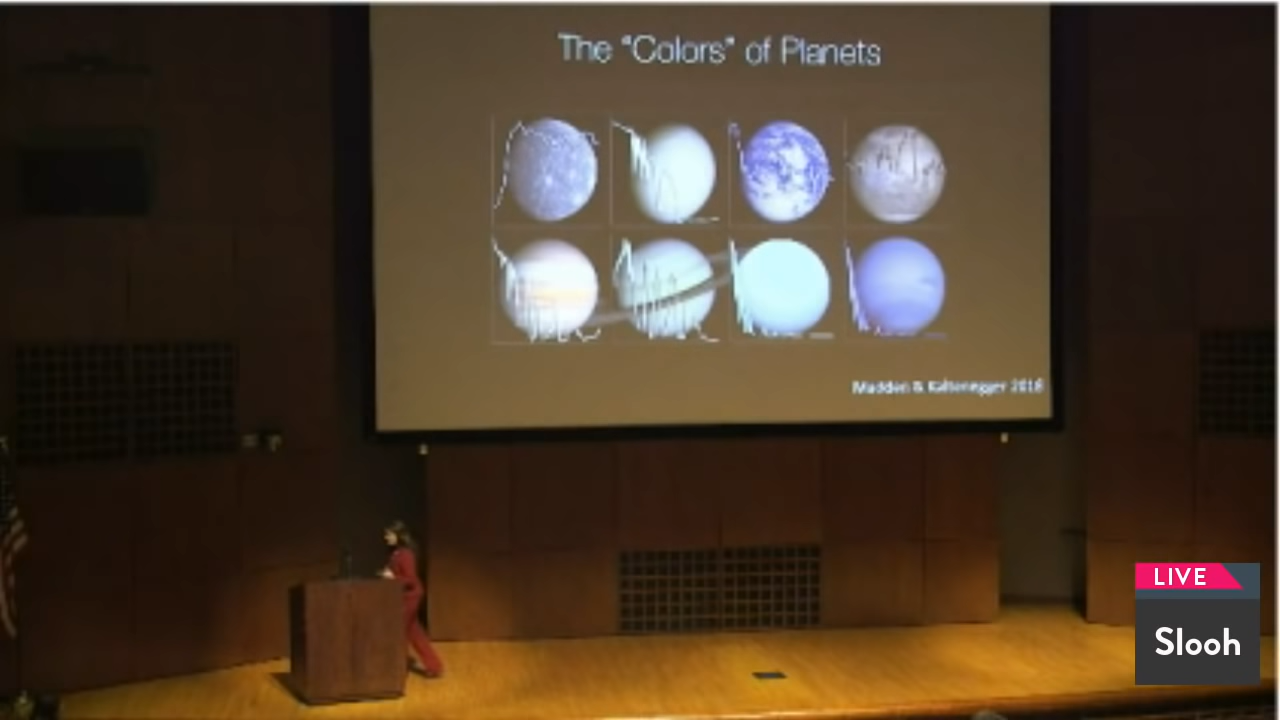 The "Colors" of Planets
Madden & Kaltenegger 2018
LIVE
Slooh